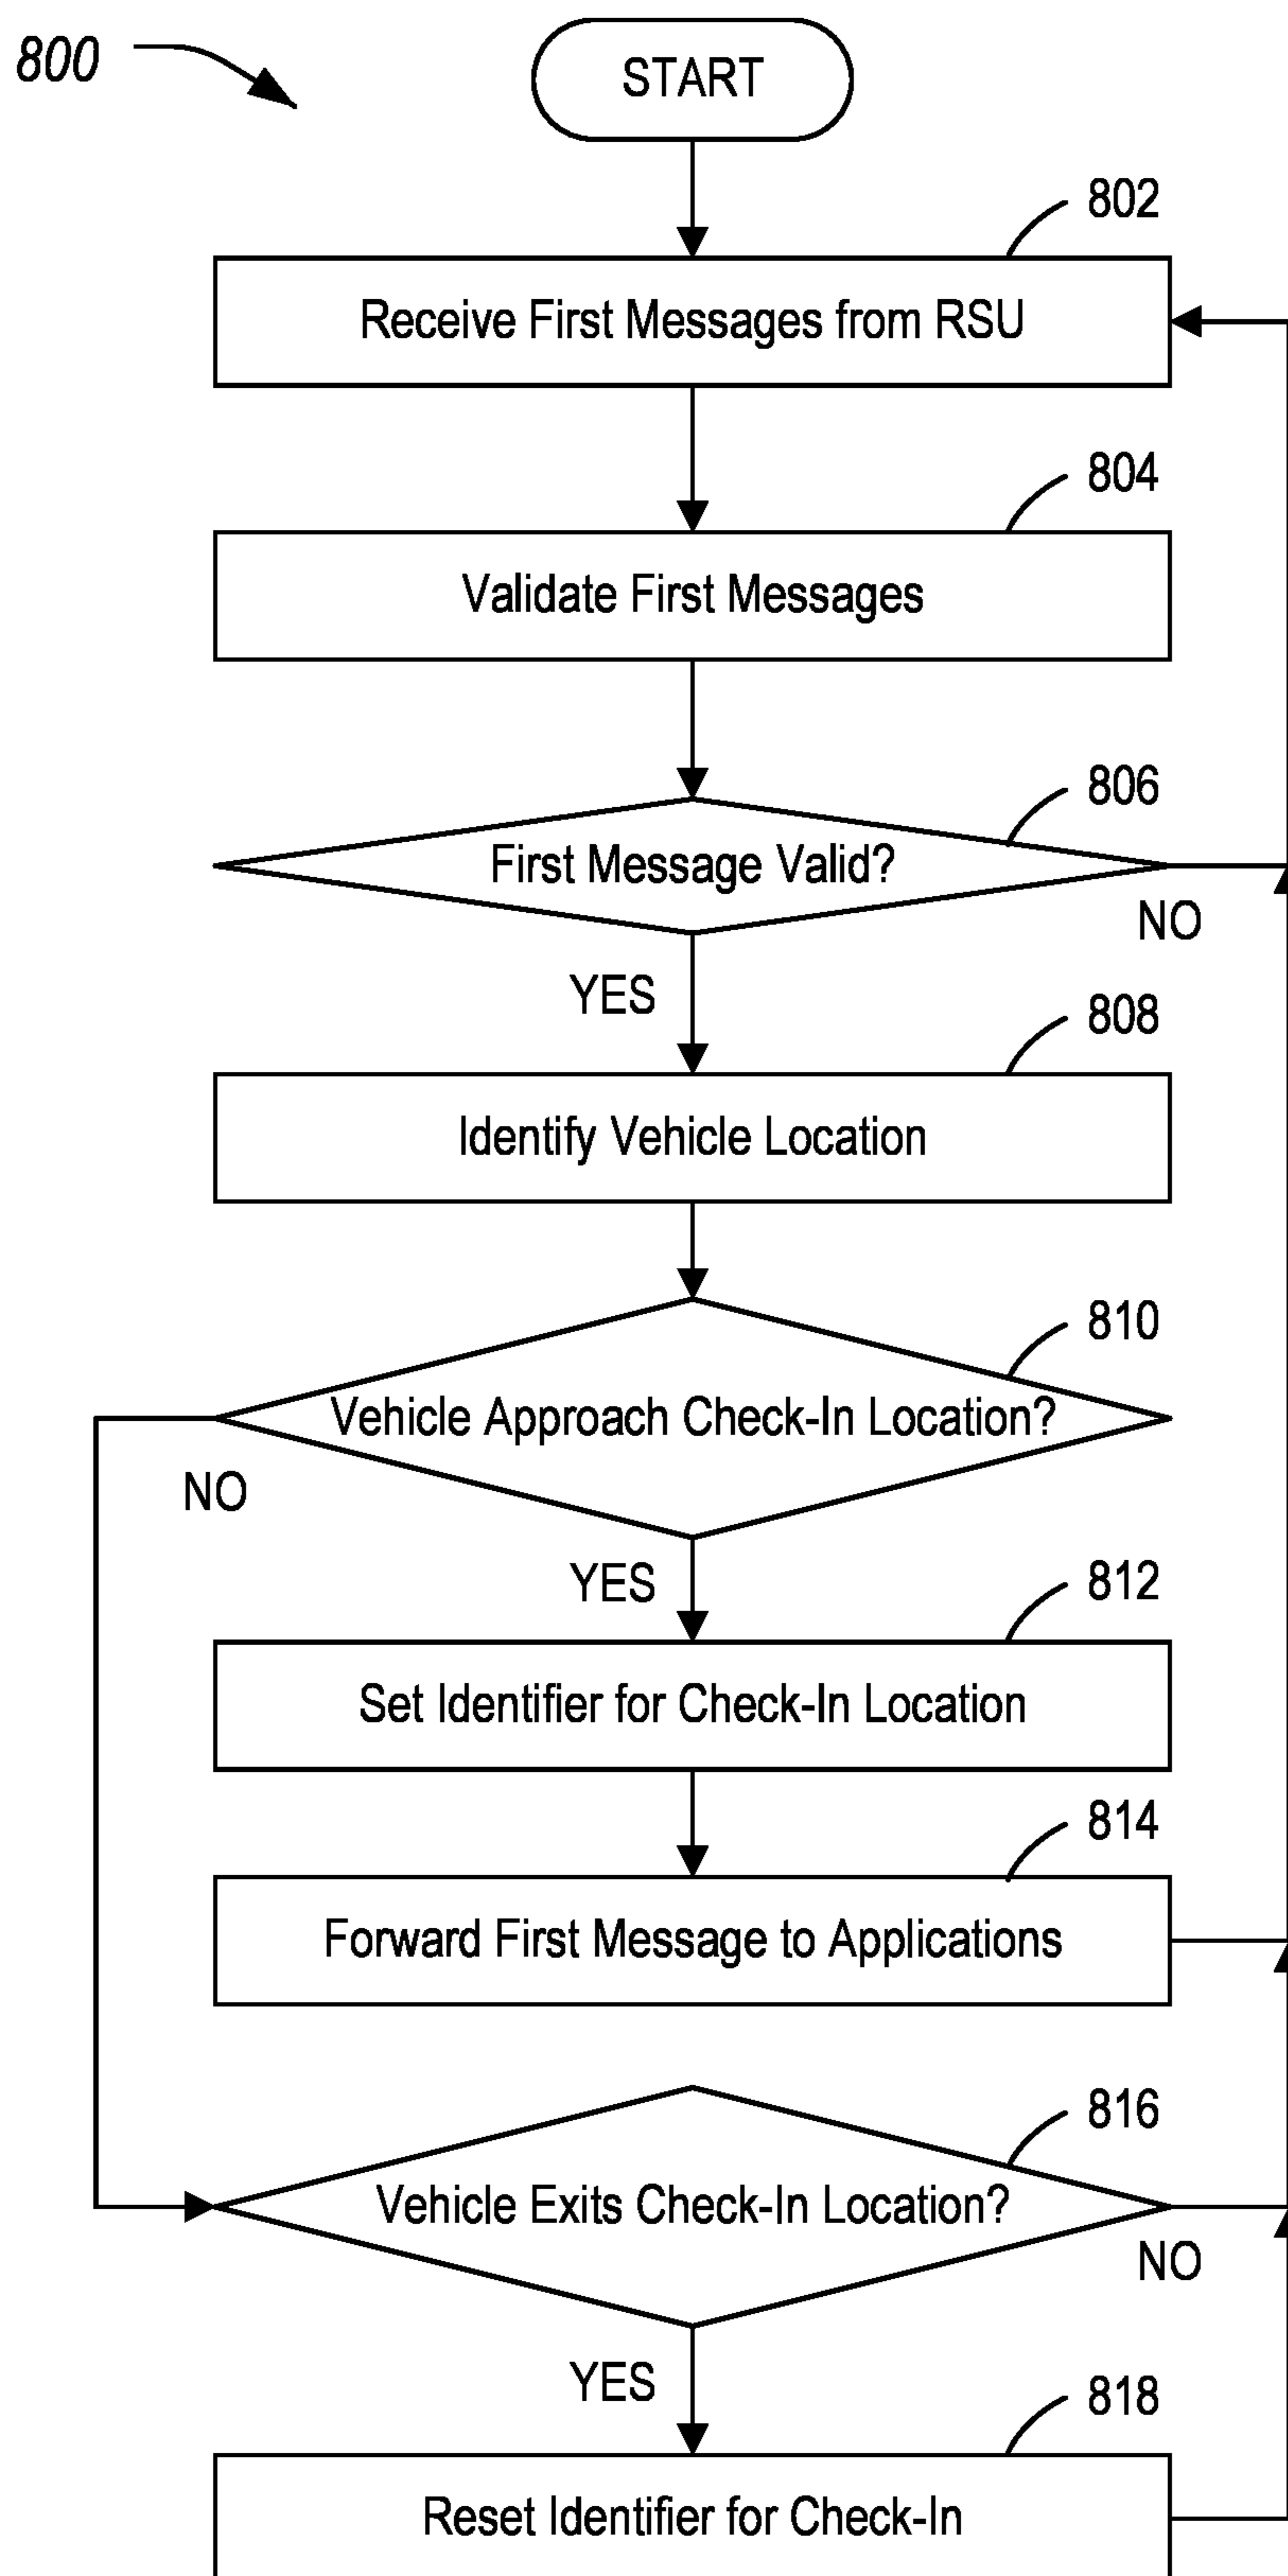 800
START
802
Receive First Messages from RSU
804
Validate First Messages
806
First Message Valid?
NO
YES
808
Identify Vehicle Location
810
Vehicle Approach Check-In Location?
NO
YES
812
Set Identifier for Check-In Location
814
Forward First Message to Applications
816
Vehicle Exits Check-In Location?
NO
YES
818
Reset Identifier for Check-In